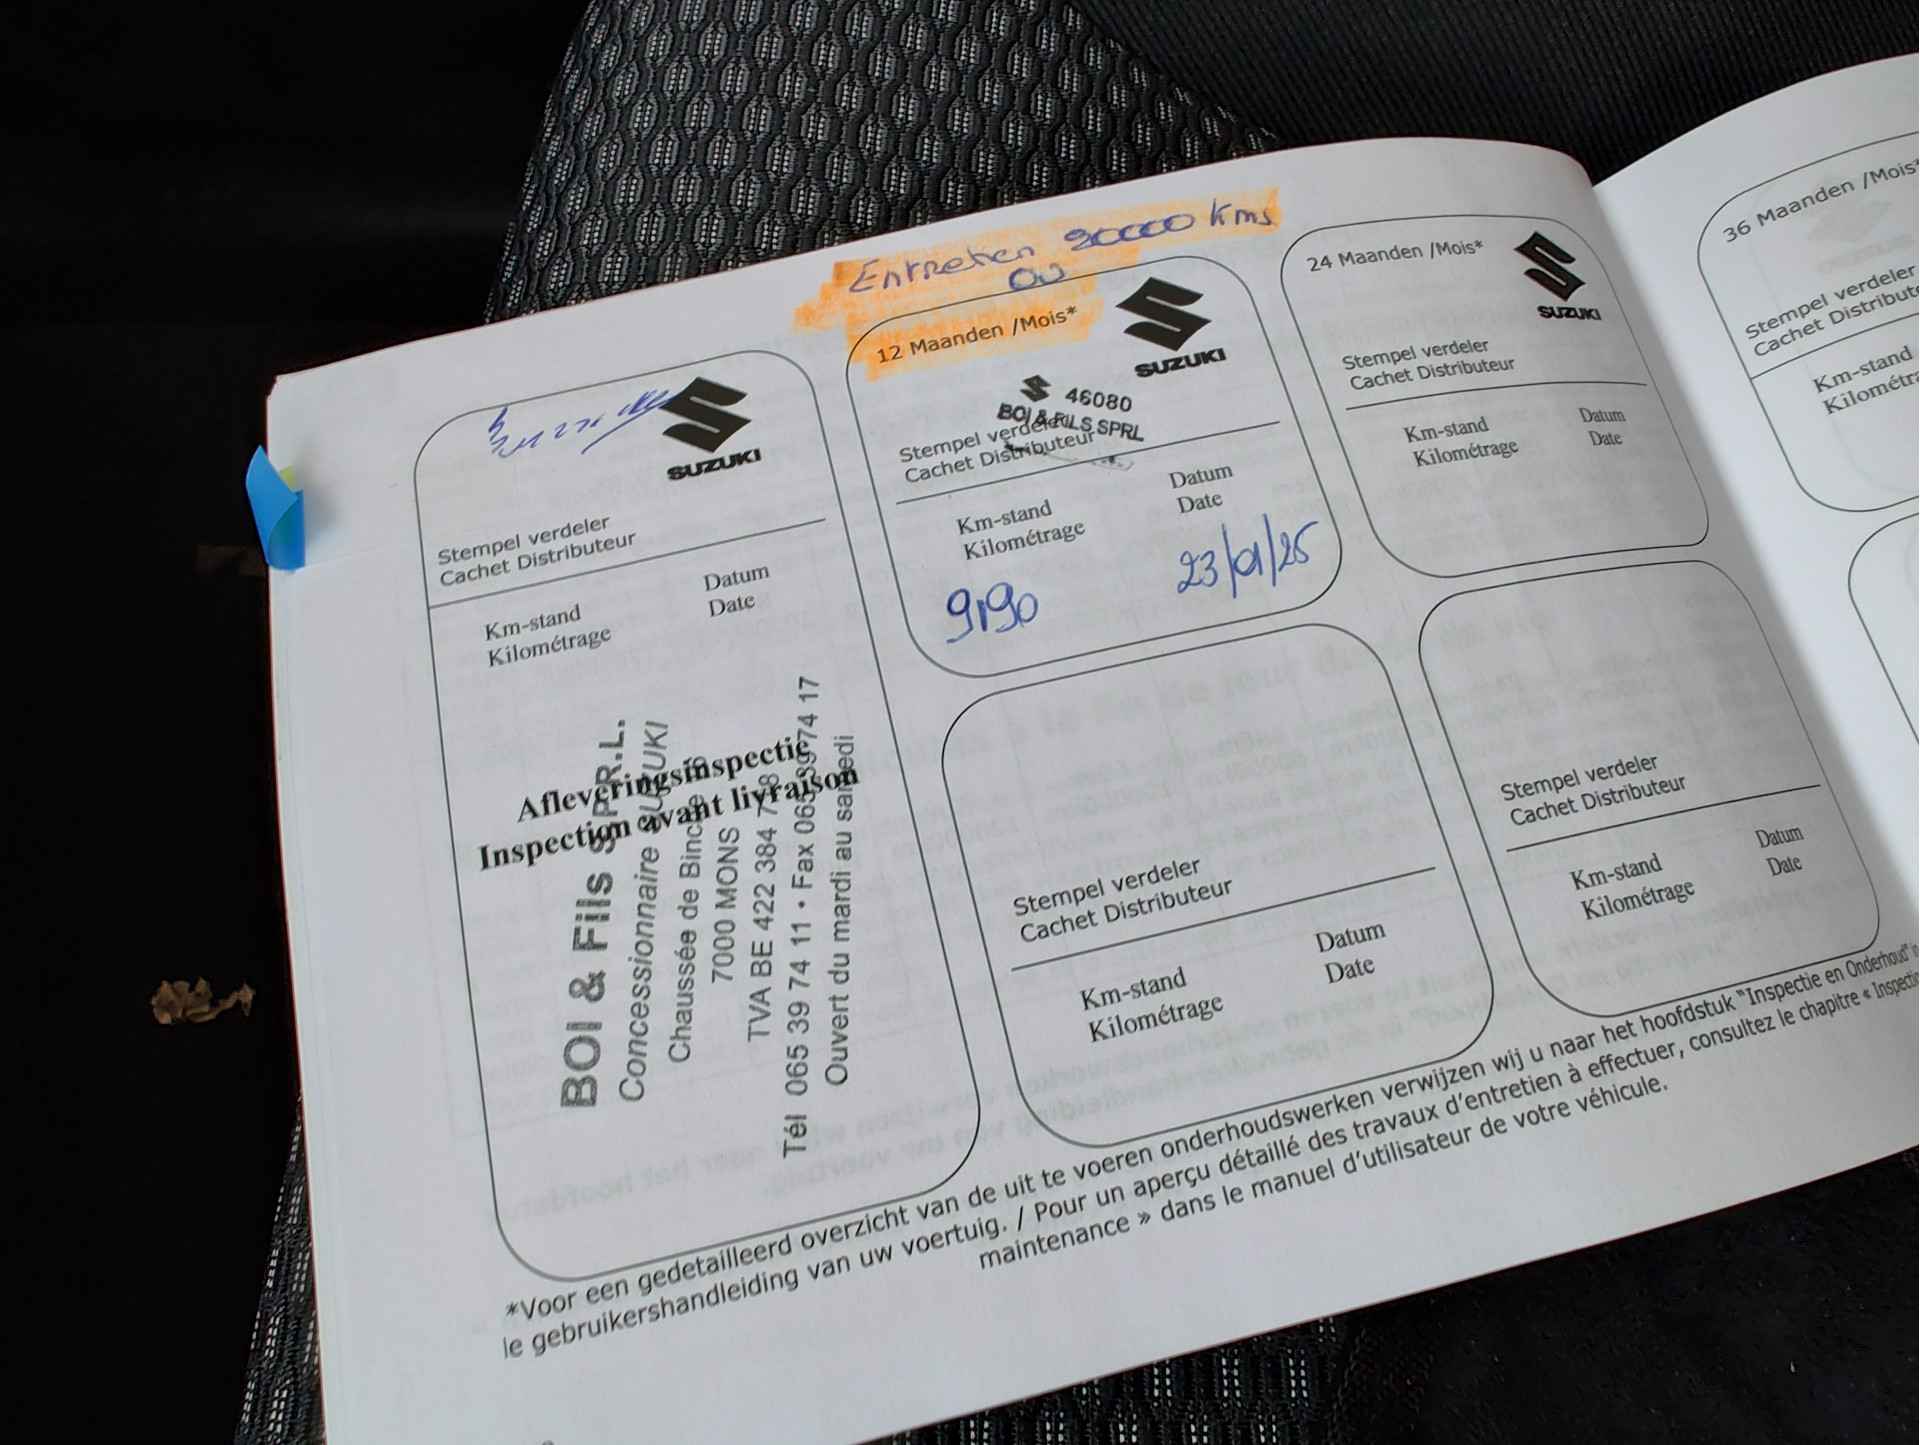 Entretien 20000 Kms
ou
SUZUKI
Stempel verdeler
Cachet Distributeur
Km-stand
Kilométrage
Datum
Date
Afleveringsinspectie
Inspection avant livraison
BOI & Fils S.P.R.L.
Concessionnaire SUZUKI
Chaussée de Binche
7000 MONS
TVA BE 422 384 778
Tél 065 39 74 11 • Fax 065 39 74 17
Ouvert du mardi au samedi
12 Maanden /Mois*
SUZUKI
46080
BOI & FILS SPRL
Stempel verdeler
Cachet Distributeur
Km-stand
Kilométrage
Datum
Date
9190
23/01/25
24 Maanden /Mois*
SUZUKI
Stempel verdeler
Cachet Distributeur
Km-stand
Kilométrage
Datum
Date
36 Maanden /Mois*
Stempel verdeler
Cachet
Km-stand
Stempel verdeler
Cachet Distributeur
Km-stand
Kilométrage
Datum
Date
Stempel verdeler
Cachet Distributeur
Km-stand
Kilométrage
Datum
Date
*Voor een gedetailleerd overzicht van de uit te voeren onderhoudswerken verwijzen wij u naar het hoofdstuk "Inspectie en Onderhoud" in
je gebruikershandleiding van uw voertuig. / Pour un aperçu détaillé des travaux d'entretien à effectuer, consultez le chapitre « Inspection
maintenance » dans le manuel d'utilisateur de votre véhicule.